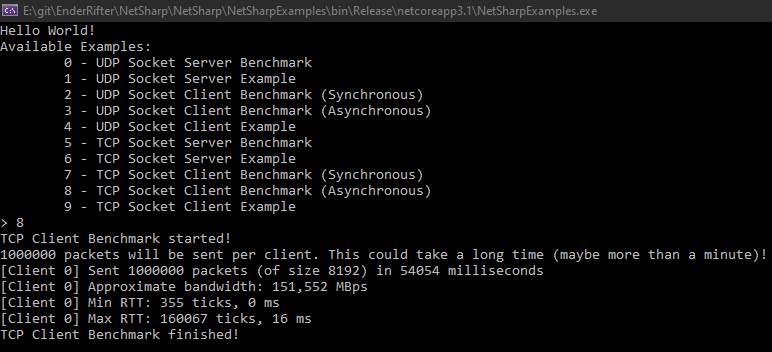 E:\git\EnderRifter\NetSharp\NetSharp\NetSharpExamples\bin\Release\netcoreapp3.1\NetSharpExamples.exe
Hello World!
Available Examples:
0 - UDP Socket Server Benchmark
1 - UDP Socket Server Example
2 - UDP Socket Client Benchmark (Synchronous)
3 - UDP Socket Client Benchmark (Asynchronous)
4 - UDP Socket Client Example
5 - TCP Socket Server Benchmark
6 - TCP Socket Server Example
7 - TCP Socket Client Benchmark (Synchronous)
8 - TCP Socket Client Benchmark (Asynchronous)
9 - TCP Socket Client Example
> 8
TCP Client Benchmark started!
1000000 packets will be sent per client. This could take a long time (maybe more than a minute)!
[Client 0] Sent 1000000 packets (of size 8192) in 54054 milliseconds
[Client 0] Approximate bandwidth: 151,552 MBps
[Client 0] Min RTT: 355 ticks, 0 ms
[Client 0] Max RTT: 160067 ticks, 16 ms
TCP Client Benchmark finished!